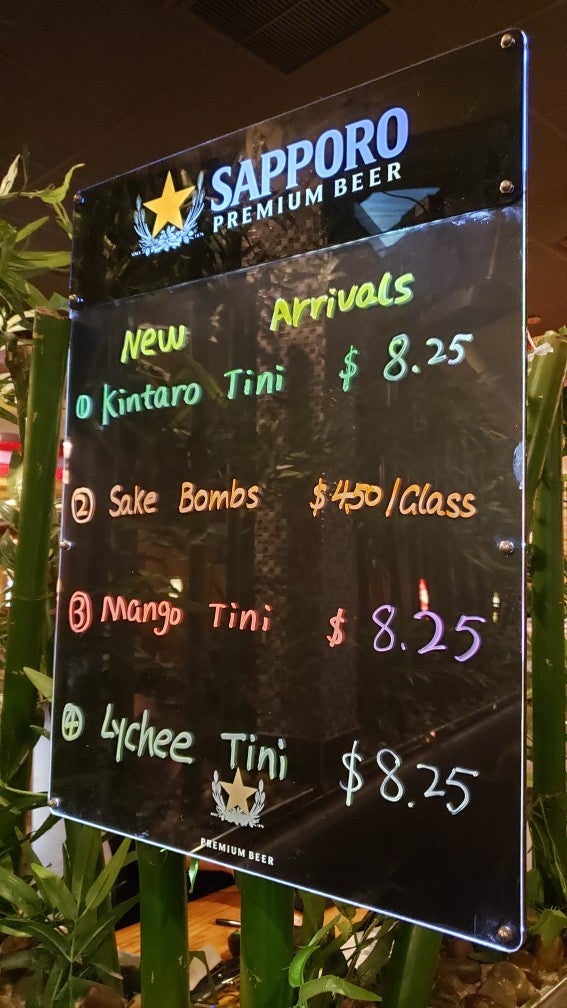 SAPPORO
PREMIUM BEER
New Arrivals
① Kintaro Tini $ 8.25
② Sake Bombs $ 4.50/Glass
③ Mango Tini $ 8.25
④ Lychee Tini $8.25
PREMIUM BEER